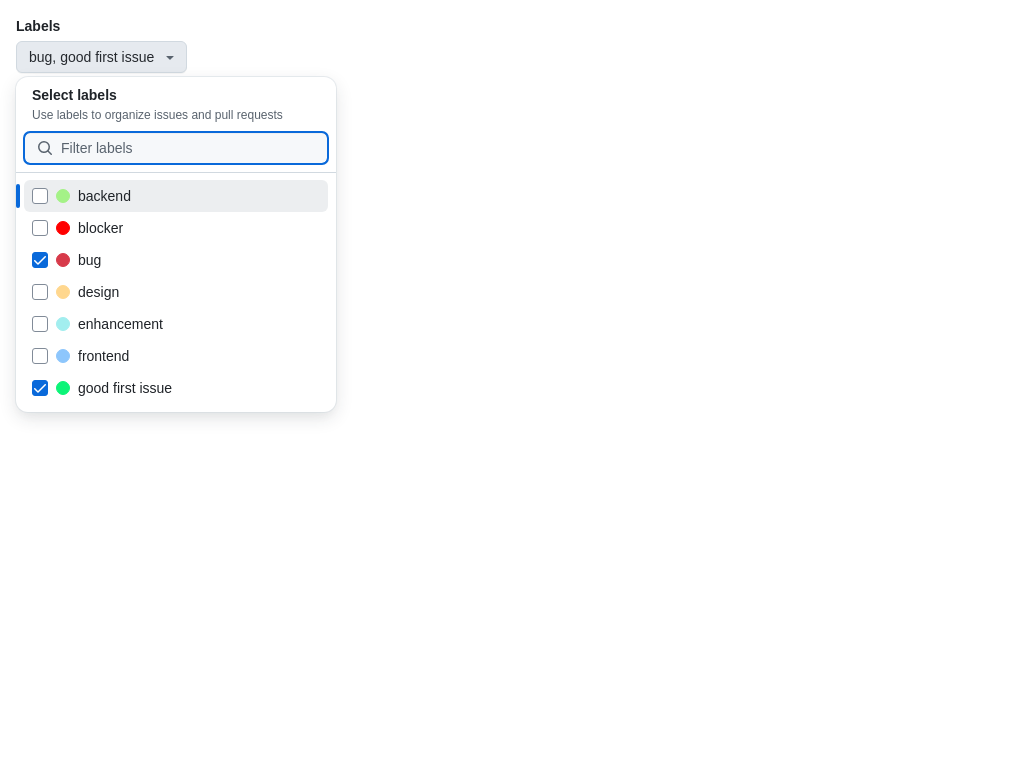 Labels
bug, good first issue
Select labels
Use labels to organize issues and pull requests
Filter labels
backend
blocker
bug
design
enhancement
frontend
good first issue